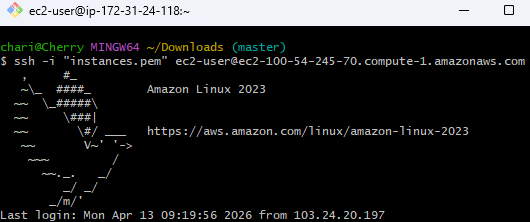 ec2-user@ip-172-31-24-118:~
chari@Cherry MINGW64 ~/Downloads (master)
$ ssh -i "instances.pem" ec2-user@ec2-100-54-245-70.compute-1.amazonaws.com
   ,     #_
   ~\_  ####_        Amazon Linux 2023
  ~~  \_#####\
  ~~     \###|
  ~~       \#/ ___   https://aws.amazon.com/linux/amazon-linux-2023
   ~~       V~' '->
    ~~~         /
      ~~._.   _/
         _/ _/
       _/m/'
Last login: Mon Apr 13 09:19:56 2026 from 103.24.20.197